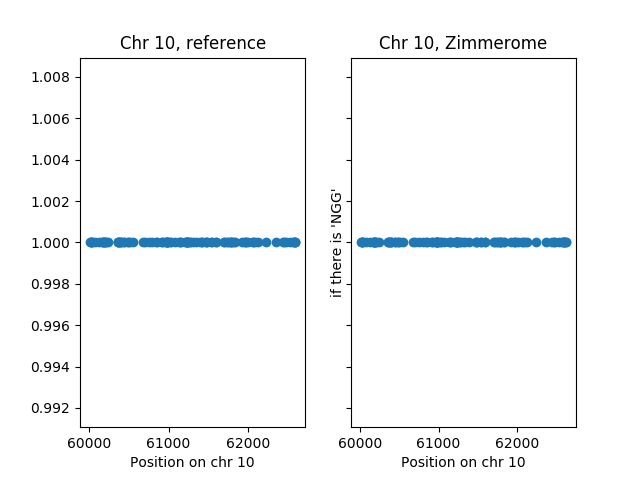 Chr 10, reference
1.008
1.006
1.004
1.002
1.000
0.998
0.996
0.994
0.992
60000 61000 62000
Position on chr 10
Chr 10, Zimmerome
if there is 'NGG'
60000 61000 62000
Position on chr 10